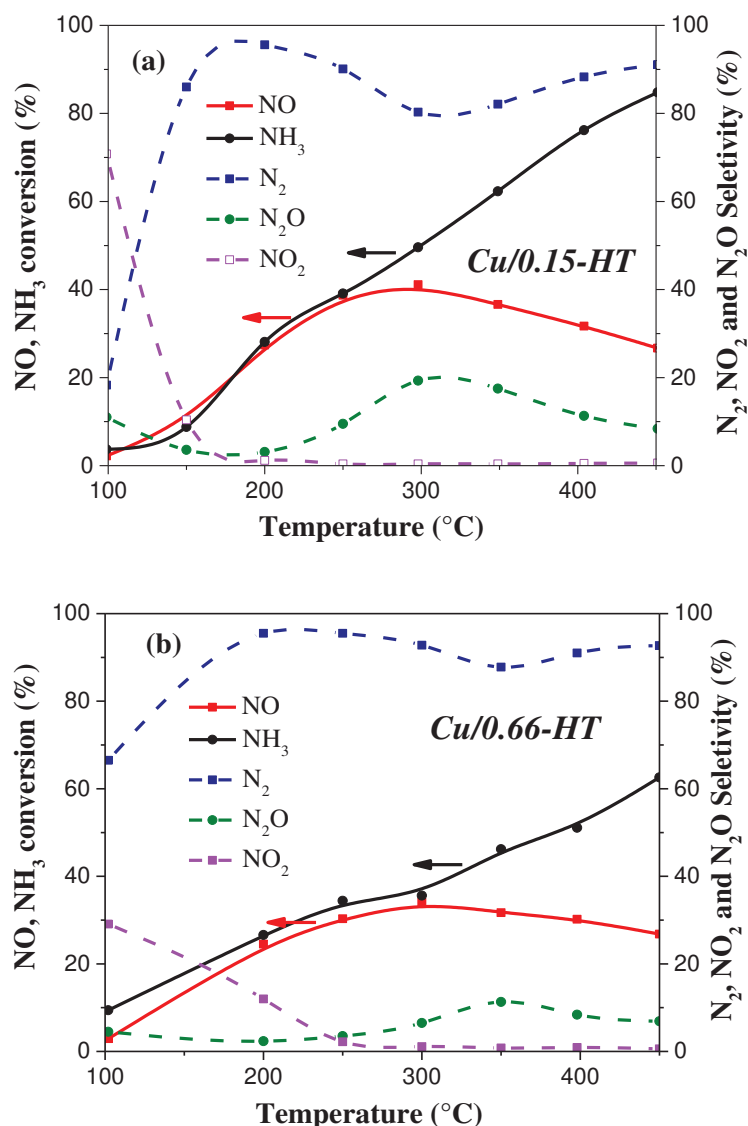 (a)
NO
NH3
N2
N2O
NO2
Cu/0.15-HT
NO, NH3 conversion (%)
N2, NO2 and N2O Seletivity (%)
100
80
60
40
20
0
100
80
60
40
20
0
100 200 300 400
Temperature (°C)
(b)
NO
NH3
N2
N2O
NO2
Cu/0.66-HT
NO, NH3 conversion (%)
N2, NO2 and N2O Seletivity (%)
100
80
60
40
20
0
100
80
60
40
20
0
100 200 300 400
Temperature (°C)